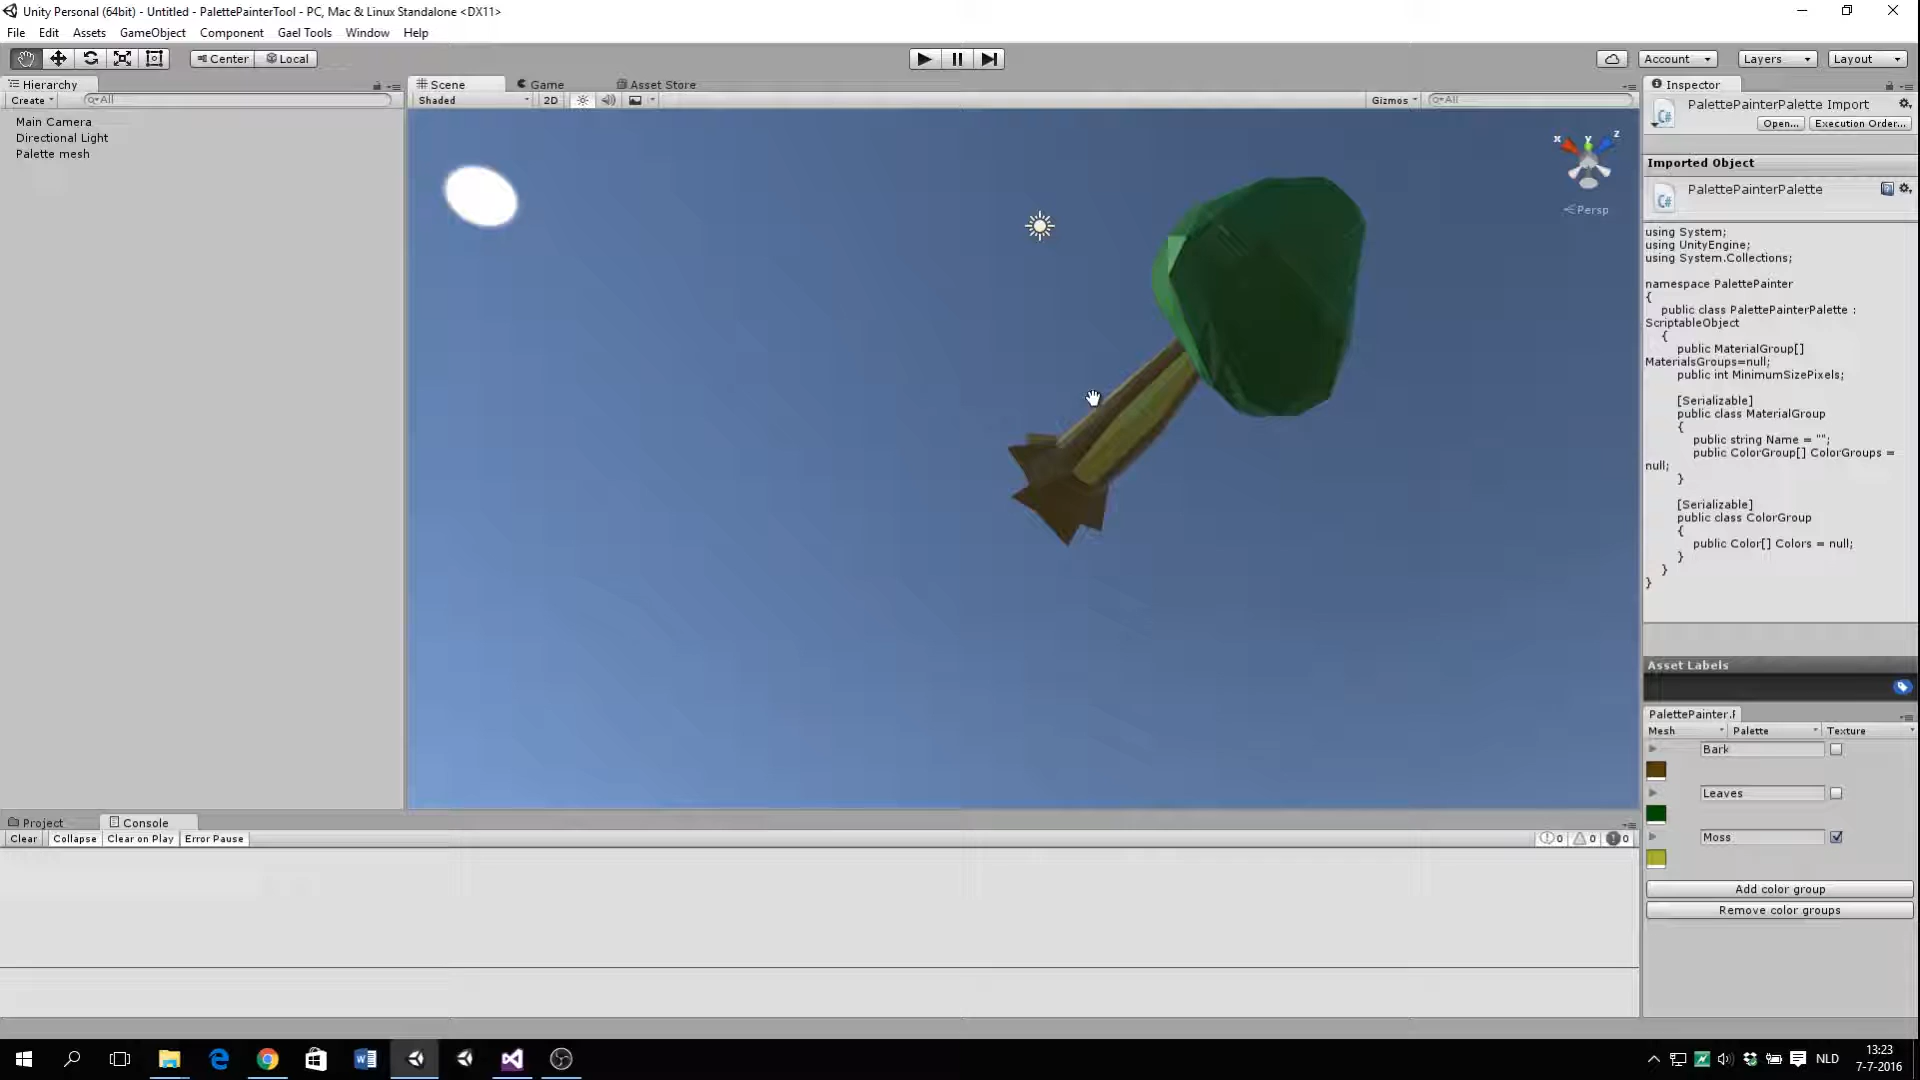 Unity Personal (64bit) - Untitled - PalettePainterTool - PC, Mac & Linux Standalone <DX11>
File Edit Assets GameObject Component Gael Tools Window Help
Center Local Account Layers Layout
Hierarchy Scene Game Asset Store Inspector
Create All Shaded 2D Gizmos All
PalettePainterPalette Import
Open... Execution Order...
Main Camera
Directional Light
Palette mesh
x y z
Persp
Imported Object
PalettePainterPalette
C#
using System;
using UnityEngine;
using System.Collections;
namespace PalettePainter
{
public class PalettePainterPalette :
ScriptableObject
{
public MaterialGroup[]
MaterialsGroups=null;
public int MinimumSizePixels;
[Serializable]
public class MaterialGroup
{
public string Name = "";
public ColorGroup[] ColorGroups =
null;
}
[Serializable]
public class ColorGroup
{
public Color[] Colors = null;
}
}
}
Asset Labels
PalettePainter.F
Mesh Palette Texture
Bark
Leaves
Moss
Add color group
Remove color groups
Project Console
Clear Collapse Clear on Play Error Pause 0 0 0
NLD
13:23
7-7-2016